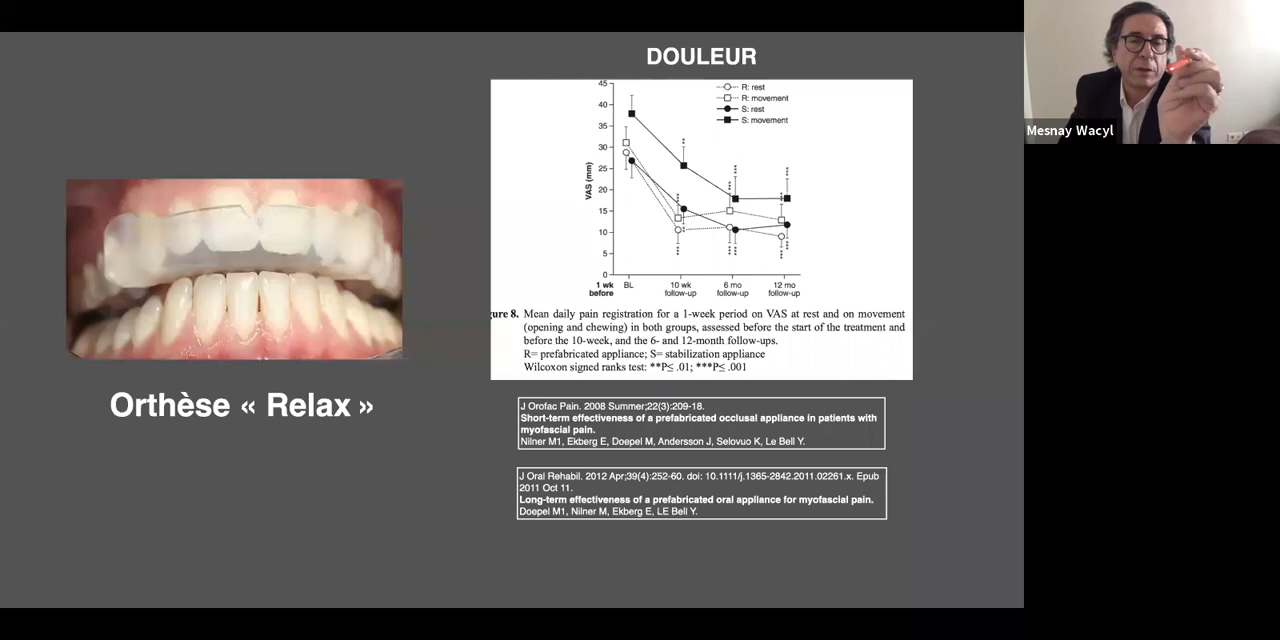 DOULEUR
Mesnay Wacyl
45
40
35
30
25
20
15
10
5
0
VAS (mm)
R: rest
R: movement
S: rest
S: movement
1 wk before
BL
10 wk follow-up
6 mo follow-up
12 mo follow-up
ure 8. Mean daily pain registration for a 1-week period on VAS at rest and on movement
(opening and chewing) in both groups, assessed before the start of the treatment and
before the 10-week, and the 6- and 12-month follow-ups.
R= prefabricated appliance; S= stabilization appliance
Wilcoxon signed ranks test: **P≤ .01; ***P≤ .001
Orthèse « Relax »
J Orofac Pain. 2008 Summer;22(3):209-18.
Short-term effectiveness of a prefabricated occlusal appliance in patients with
myofascial pain.
Nilner M1, Ekberg E, Doepel M, Andersson J, Selovuo K, Le Bell Y.
J Oral Rehabil. 2012 Apr;39(4):252-60. doi: 10.1111/j.1365-2842.2011.02261.x. Epub
2011 Oct 11.
Long-term effectiveness of a prefabricated oral appliance for myofascial pain.
Doepel M1, Nilner M, Ekberg E, LE Bell Y.